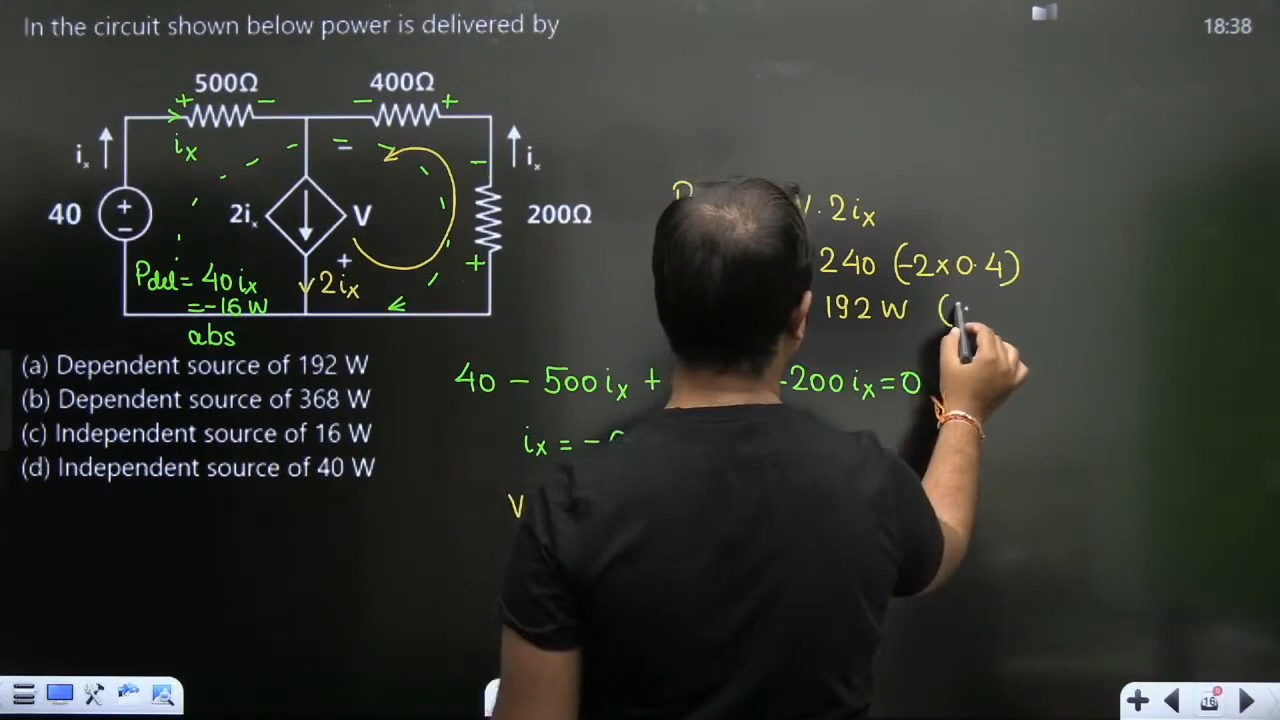 In the circuit shown below power is delivered by
18:38
500Ω
400Ω
+ − − +
iₓ
iₓ
− −
iₓ
40
+
−
2iₓ
V
200Ω
+
+
Pdel = 40 iₓ
= -16 W
abs
2iₓ
V · 2iₓ
240 (-2 × 0.4)
192 W (
(a) Dependent source of 192 W
(b) Dependent source of 368 W
(c) Independent source of 16 W
(d) Independent source of 40 W
40 - 500 iₓ + -200 iₓ = 0
iₓ = -
V
16